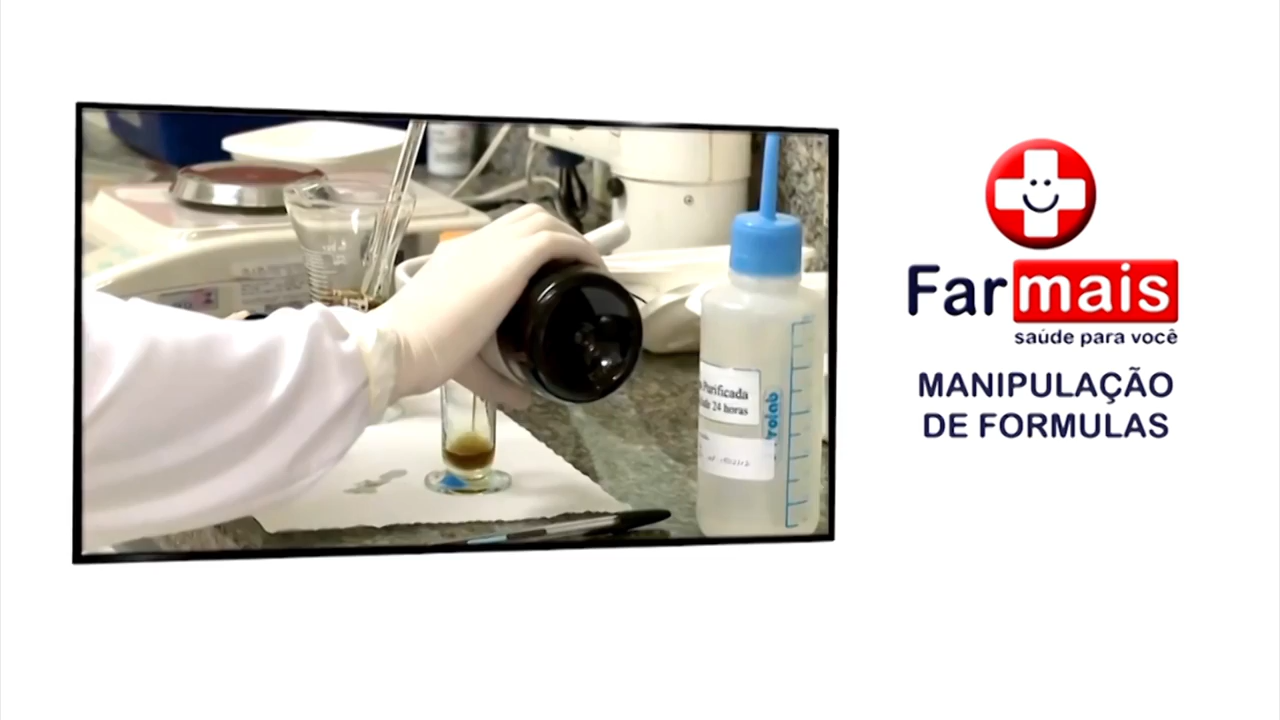 Purificada
24 horas
Farmais
saúde para você
MANIPULAÇÃO
DE FORMULAS